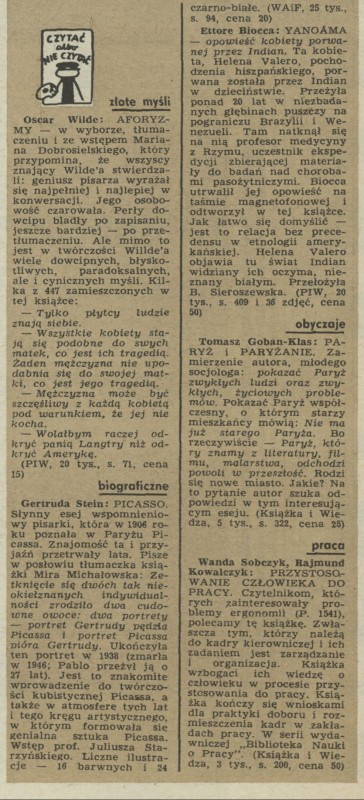 CZYTAĆ
albo
NIE CZYTAĆ
złote myśli
Oscar Wilde: AFORYZ-
MY — w wyborze, tłuma-
czeniu i ze wstępem Maria-
na Dobrosielskiego, który
przypomina, że wszyscy
znający Wilde'a stwierdza-
li: geniusz pisarza wyrażał
się najpełniej i najlepiej w
konwersacji. Jego osobo-
wość czarowała. Perły do-
wcipu bladły po zapisaniu,
jeszcze bardziej — po prze-
tłumaczeniu. Ale mimo to
jest w twórczości Willde'a
wiele dowcipnych, błysko-
tliwych, paradoksalnych,
ale i cynicznych myśli. Kil-
ka z 447 zamieszczonych w
tej książce:
— Tylko płytcy ludzie
znają siebie.
— Wszystkie kobiety sta-
ją się podobne do swych
matek, co jest ich tragedią.
Żaden mężczyzna nie upo-
dabnia się do swojej mat-
ki, co jest jego tragedią.
— Mężczyzna może być
szczęśliwy z każdą kobietą
pod warunkiem, że jej nie
kocha.
— Wolałbym raczej od-
kryć panią Langtry niż od-
kryć Amerykę.
(PIW, 20 tys., s. 71, cena
15)
biograficzne
Gertruda Stein: PICASSO.
Słynny esej wspomnienio-
wy pisarki, która w 1906 ro-
ku poznała w Paryżu Pi-
cassa. Znajomość ta i przy-
jaźń przetrwały lata. Pisze
w posłowiu tłumaczka ksią-
żki Mira Michałowska: Ze-
tknięcie się dwóch tak nie-
okiełznanych indywidual-
ności zrodziło dwa cudo-
wne owoce: dwa portrety
— portret Gertrudy pędzla
Picassa i portret Picassa
pióra Gertrudy. Ukończyła
ten portret w 1938 (zmarła
w 1946; Pablo przeżył ją o
27 lat). Jest to znakomite
wprowadzenie do twórczo-
ści kubistycznej Picassa, a
także w atmosferę tych lat
i tego kręgu artystycznego,
w którym formowała się
genialna sztuka Picassa.
Wstęp prof. Juliusza Sta-
rzyńskiego. Liczne ilustra-
cje — 16 barwnych i 24
czarno-białe. (WAiF, 25 tys.,
s. 94, cena 20)
Ettore Biocca: YANOÁMA
— opowieść kobiety porwa-
nej przez Indian. Ta kobie-
ta, Helena Valero, pocho-
dzenia hiszpańskiego, por-
wana została przez Indian
w dzieciństwie. Przeżyła
ponad 20 lat w niezbada-
nych głębinach puszczy na
pograniczu Brazylii i We-
nezueli. Tam natknął się
na nią profesor medycyny
z Rzymu, uczestnik ekspe-
dycji zbierającej materia-
ły do badań nad choroba-
mi pasożytniczymi. Biocca
utrwalił jej opowieść na
taśmie magnetofonowej i
odtworzył w tej książce.
Jak łatwo się domyślić —
jest to relacja bez prece-
densu w etnologii amery-
kańskiej. Helena Valero
objawia tu świat Indian
widziany ich oczyma, nie-
znany białym. Przełożyła
B. Sieroszewska. (PIW, 20
tys., s. 409 i 36 zdjęć, cena
50)
obyczaje
Tomasz Goban-Klas: PA-
RYŻ I PARYŻANIE. Za-
mierzenie autora, młodego
socjologa: pokazać Paryż
zwykłych ludzi oraz zwy-
kłych, życiowych proble-
mów. Pokazać Paryż współ-
czesny, o którym starzy
mieszkańcy mówią: Nie ma
już starego Paryża. Bo
rzeczywiście — Paryż, któ-
ry znamy z literatury, fil-
mu, malarstwa, odchodzi
powoli w przeszłość. Rodzi
się nowe miasto. Jakie? Na
to pytanie autor szuka od-
powiedzi w tym interesują-
cym eseju. (Książka i Wie-
dza, 5 tys., s. 322, cena 25)
praca
Wanda Sobczyk, Rajmund
Kowalczyk: PRZYSTOSO-
WANIE CZŁOWIEKA DO
PRACY. Czytelnikom, któ-
rych zainteresowały pro-
blemy ergonomii (P. 1541),
polecamy tę książkę. Zwła-
szcza tym, którzy należą
do kadry kierowniczej i ich
zadaniem jest zarządzanie
i organizacja. Książka
wzbogaci ich wiedzę o
człowieku w procesie przy-
stosowania do pracy. Ksią-
żka kończy się wnioskami
dla praktyki doboru i roz-
mieszczenia kadr w zakła-
dach pracy. W serii wyda-
wniczej „Biblioteka Nauki
o Pracy". (Książka i Wie-
dza, 3 tys., s. 200, cena 50)